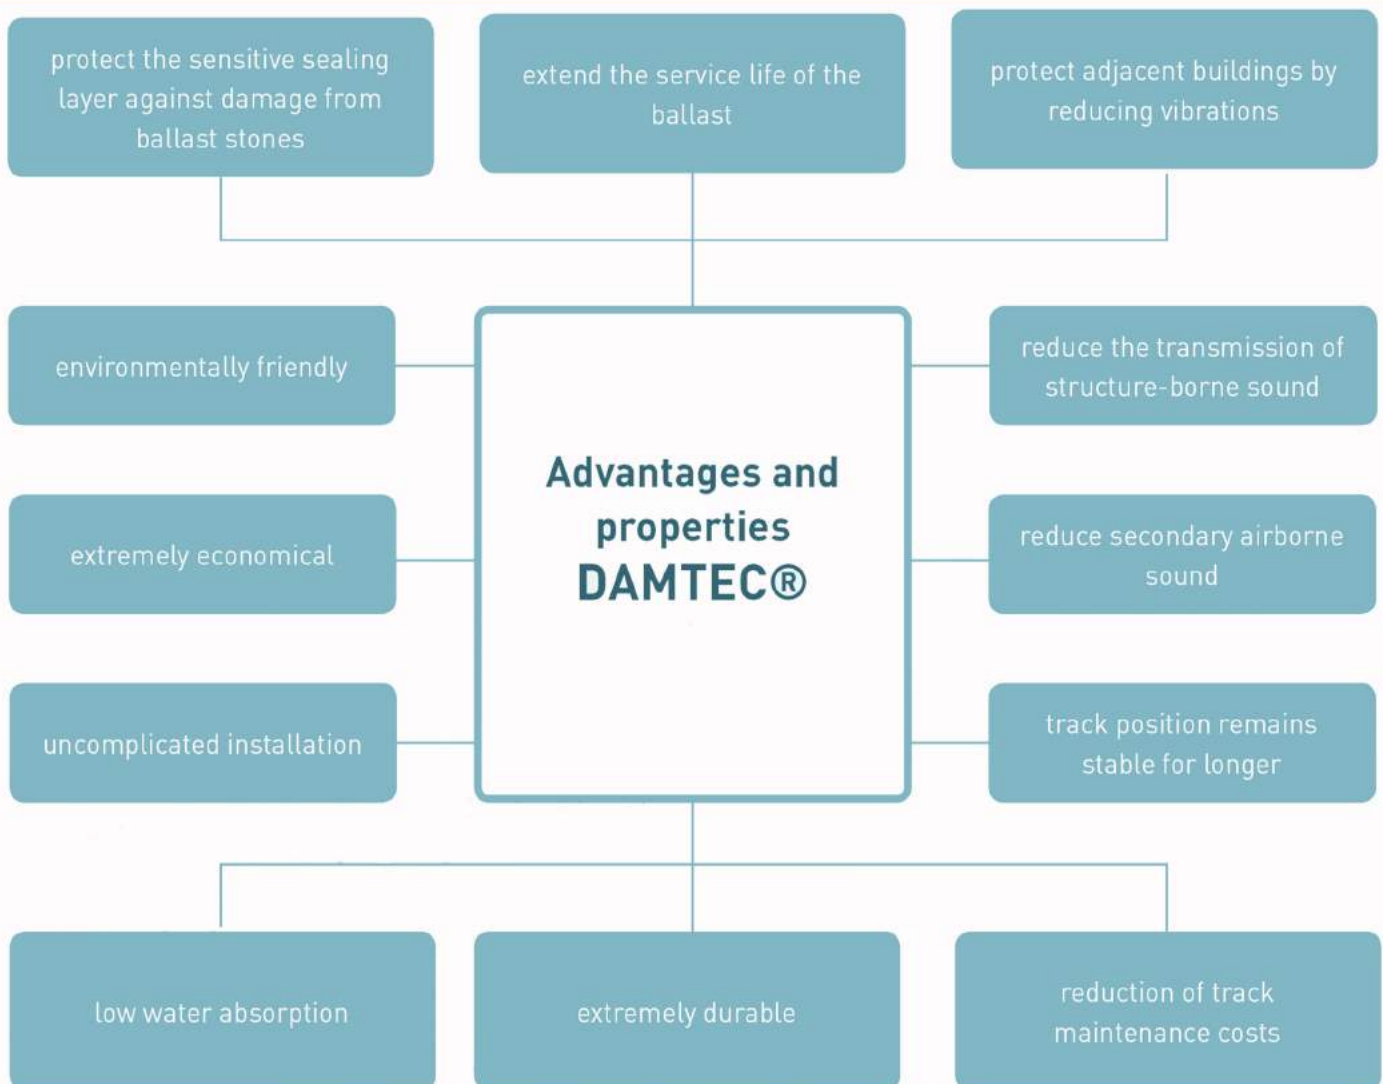 protect the sensitive sealing
layer against damage from
ballast stones
extend the service life of the
ballast
protect adjacent buildings by
reducing vibrations
environmentally friendly
reduce the transmission of
structure-borne sound
Advantages and
properties
DAMTEC®
extremely economical
reduce secondary airborne
sound
uncomplicated installation
track position remains
stable for longer
low water absorption
extremely durable
reduction of track
maintenance costs